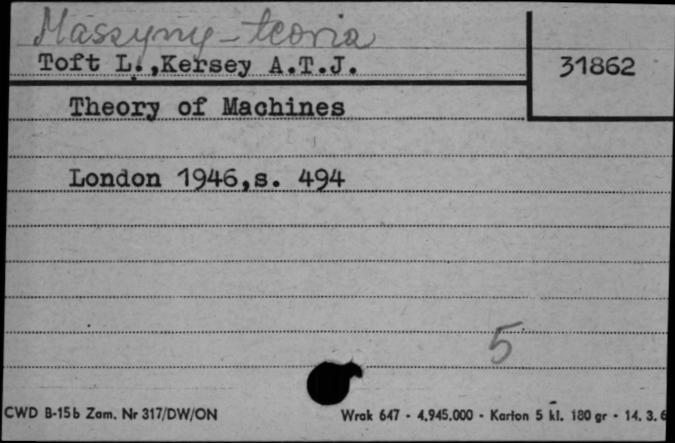 Maszyny-teoria
Toft L.,Kersey A.T.J.
31862
Theory of Machines
London 1946,s. 494
5
CWD B-15b Zam. Nr 317/DW/ON
Wrak 647 - 4.945.000 - Karton 5 kl. 180 gr - 14. 3. 6